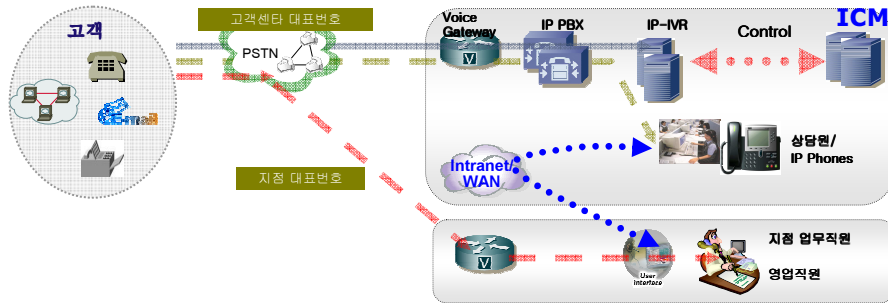 고객
고객센타 대표번호
PSTN
E-mail
지점 대표번호
Voice
Gateway
IP PBX
IP-IVR
ICM
Control
V
Intranet/
WAN
상담원/
IP Phones
V
User
Interface
지점 업무직원
영업직원